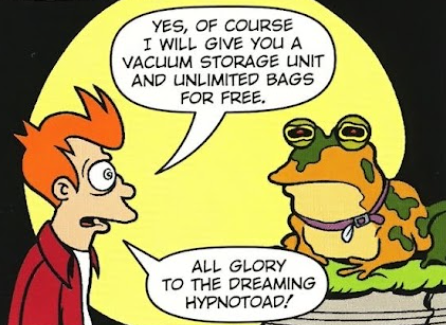 YES, OF COURSE
I WILL GIVE YOU A
VACUUM STORAGE UNIT
AND UNLIMITED BAGS
FOR FREE.
ALL GLORY
TO THE DREAMING
HYPNOTOAD!